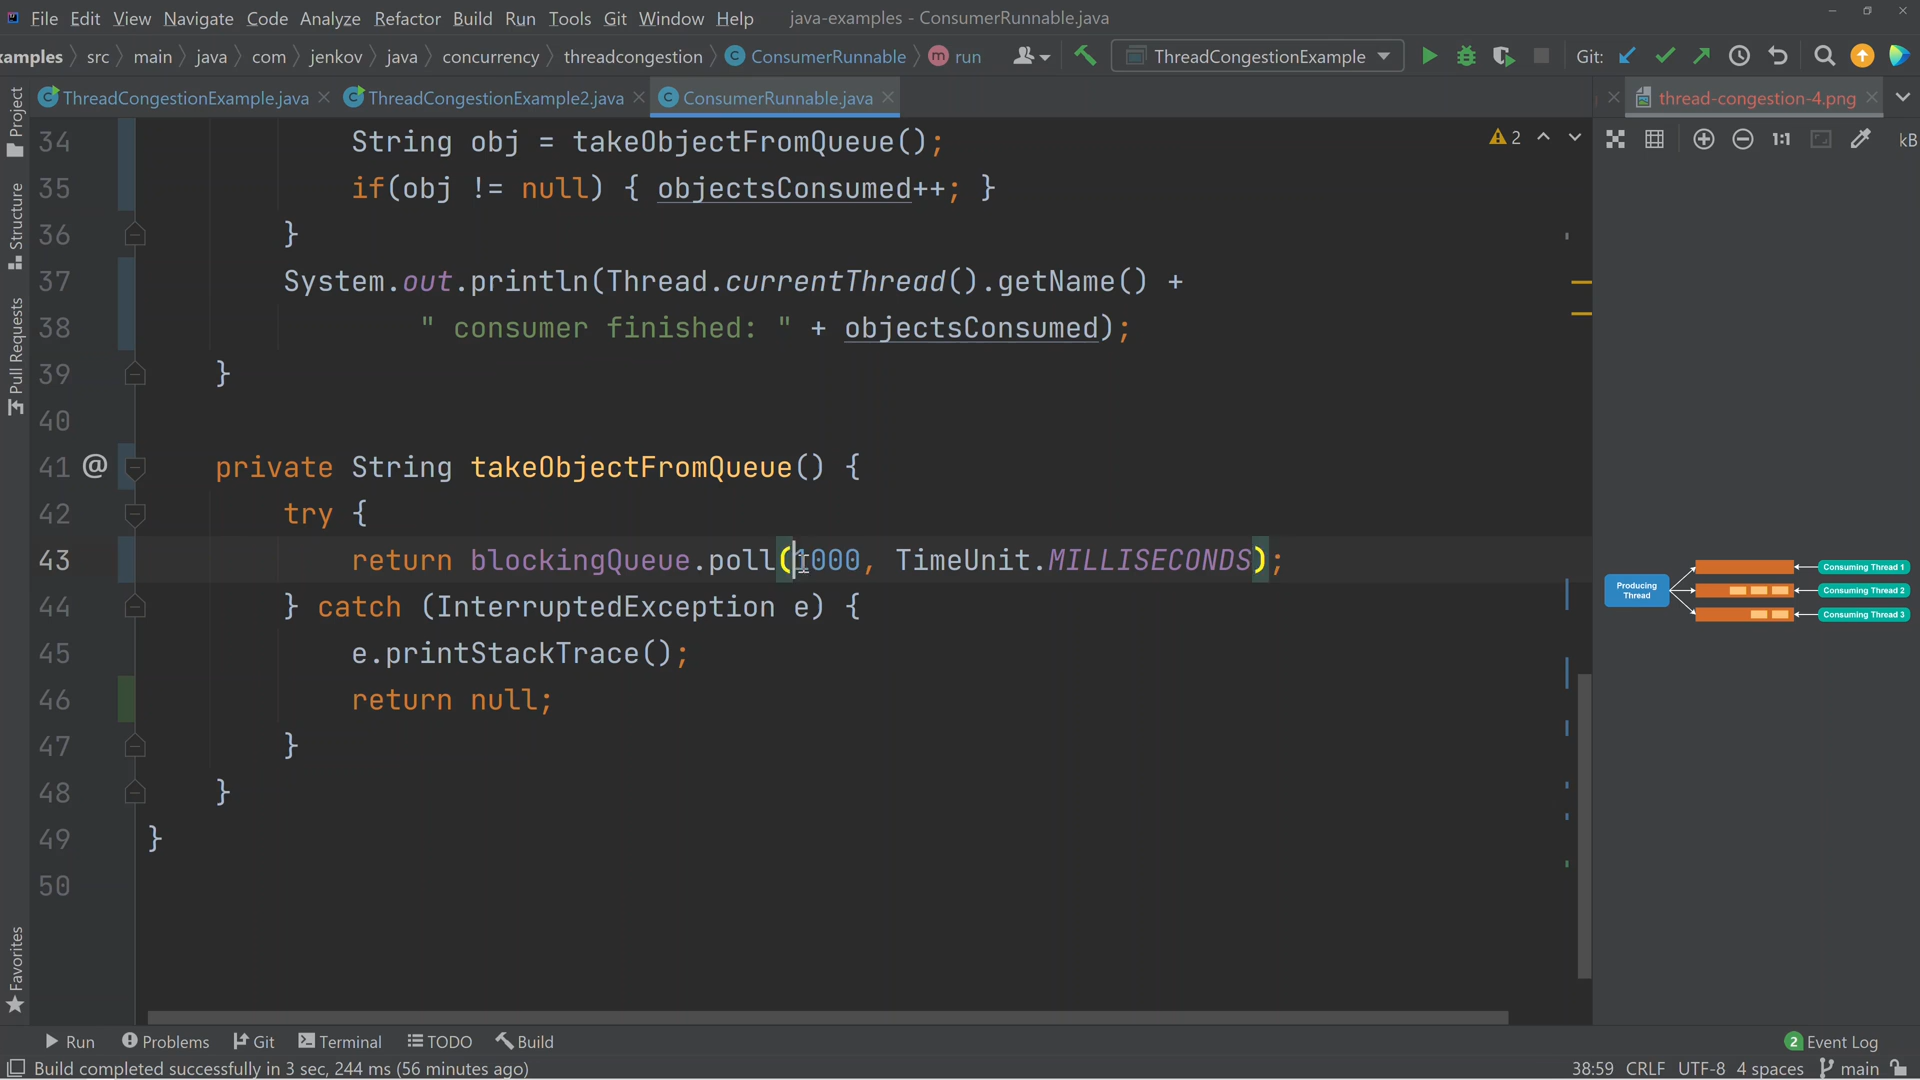 File Edit View Navigate Code Analyze Refactor Build Run Tools Git Window Help java-examples - ConsumerRunnable.java
xamples src main java com jenkov java concurrency threadcongestion ConsumerRunnable m run ThreadCongestionExample Git:
ThreadCongestionExample.java ThreadCongestionExample2.java ConsumerRunnable.java thread-congestion-4.png
Project
Structure
Pull Requests
Favorites
2
1:1 kB
34 String obj = takeObjectFromQueue();
35 if(obj != null) { objectsConsumed++; }
36 }
37 System.out.println(Thread.currentThread().getName() +
38 " consumer finished: " + objectsConsumed);
39 }
40
41 @ private String takeObjectFromQueue() {
42 try {
43 return blockingQueue.poll(1000, TimeUnit.MILLISECONDS);
44 } catch (InterruptedException e) {
45 e.printStackTrace();
46 return null;
47 }
48 }
49 }
50
Producing
Thread
Consuming Thread 1
Consuming Thread 2
Consuming Thread 3
Run Problems Git Terminal TODO Build 2 Event Log
Build completed successfully in 3 sec, 244 ms (56 minutes ago) 38:59 CRLF UTF-8 4 spaces main